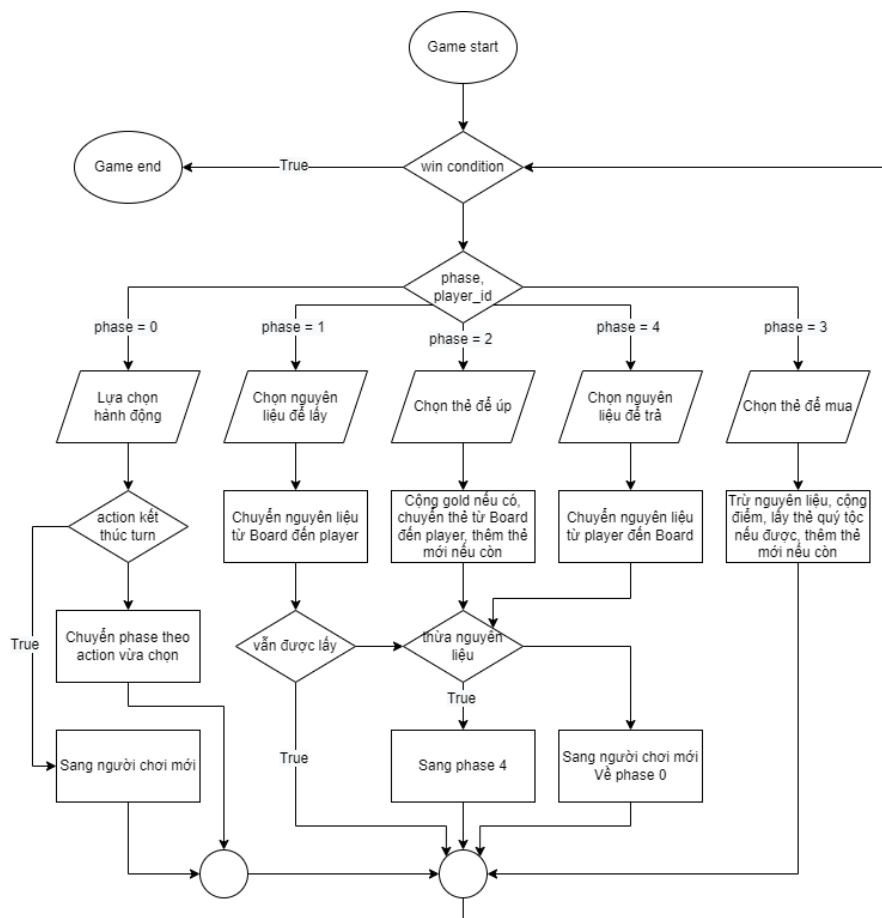 Game start
Game end
True
win condition
phase,
player_id
phase = 0
phase = 1
phase = 2
phase = 4
phase = 3
Lựa chọn
hành động
Chọn nguyên
liệu để lấy
Chọn thẻ để úp
Chọn nguyên
liệu để trả
Chọn thẻ để mua
action kết
thúc turn
Chuyển nguyên liệu
từ Board đến player
Cộng gold nếu có,
chuyển thẻ từ Board
đến player, thêm thẻ
mới nếu còn
Chuyển nguyên liệu
từ player đến Board
Trừ nguyên liệu, cộng
điểm, lấy thẻ quý tộc
nếu được, thêm thẻ
mới nếu còn
True
Chuyển phase theo
action vừa chọn
vẫn được lấy
thừa nguyên
liệu
True
True
Sang người chơi mới
Sang phase 4
Sang người chơi mới
Về phase 0